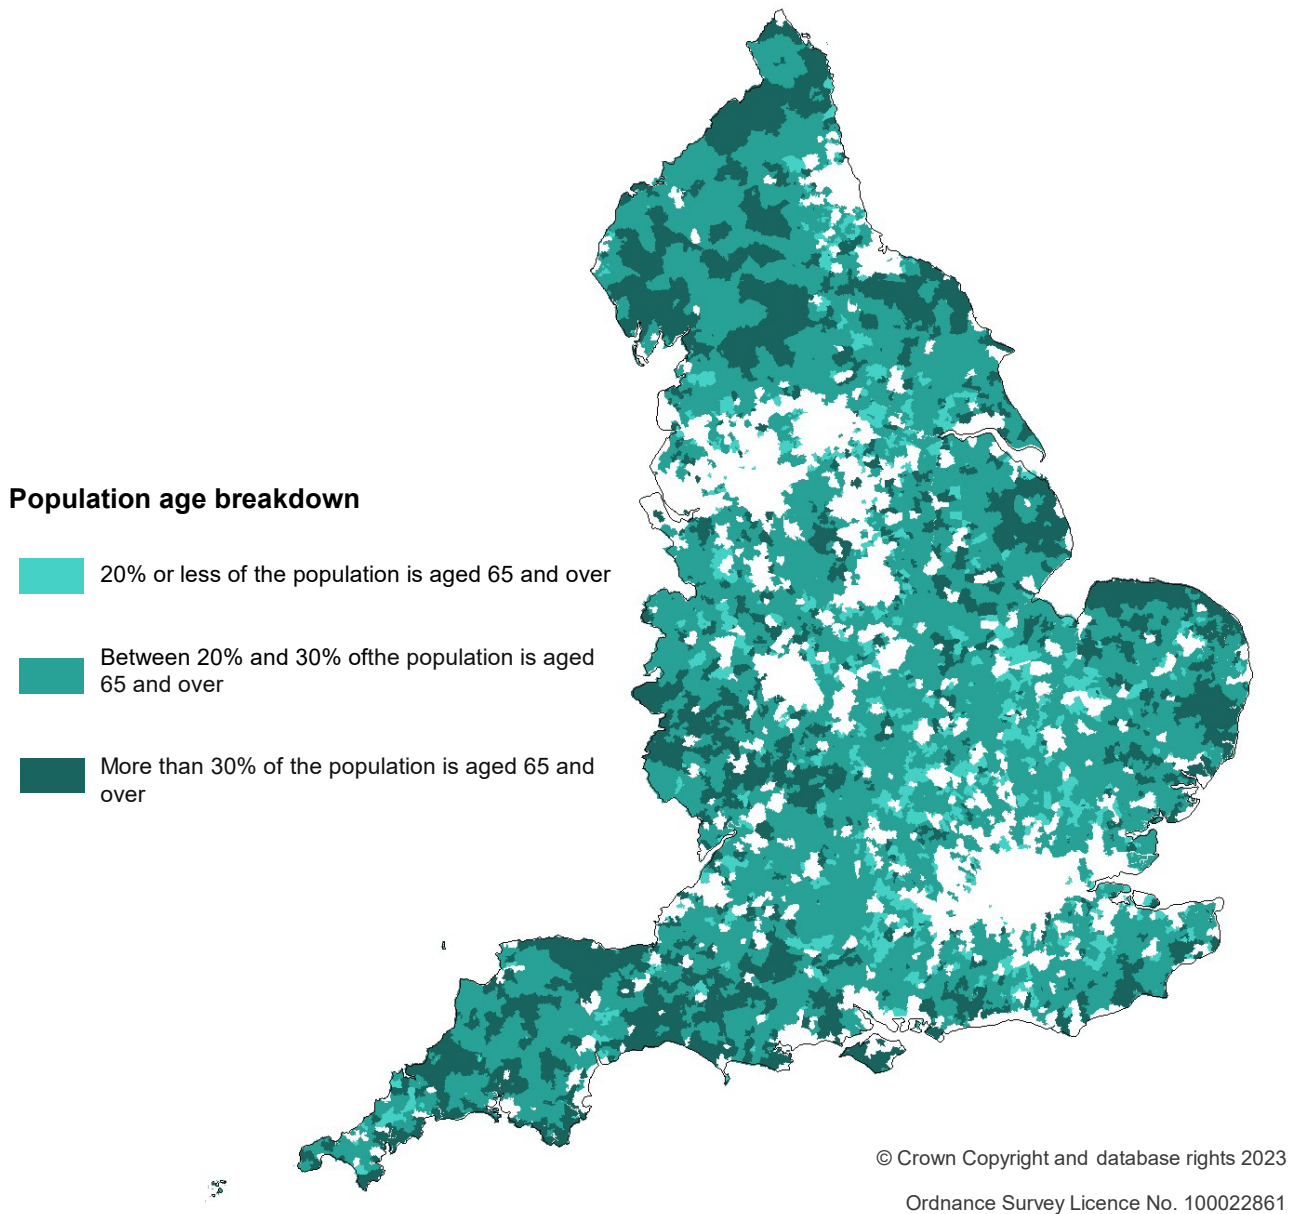 Population age breakdown
20% or less of the population is aged 65 and over
Between 20% and 30% ofthe population is aged
65 and over
More than 30% of the population is aged 65 and
over
© Crown Copyright and database rights 2023
Ordnance Survey Licence No. 100022861